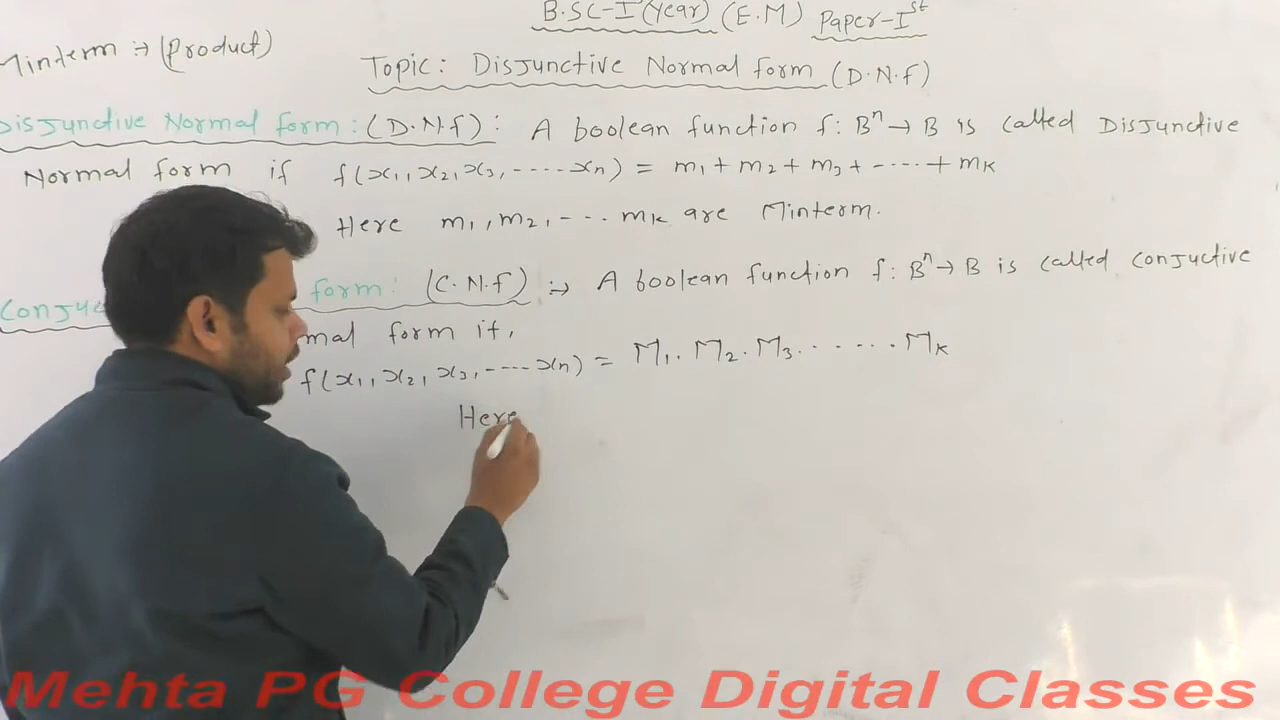 B.SC-I (Year) (E.M) Paper-Ist
Minterm :→ (Product)
Topic: Disjunctive Normal form (D.N.f)
Disjunctive Normal form: (D.N.f): A boolean function f: Bⁿ → B is called Disjunctive
Normal form if f(x₁, x₂, x₃, ----- xn) = m₁ + m₂ + m₃ + ----- + mK
Here m₁, m₂, --- mK are Minterm.
form: (C.N.f) :→ A boolean function f: Bⁿ → B is called conjuctive
form if,
f(x₁, x₂, x₃, ----- xn) = M₁. M₂. M₃. . . . . . . MK
Here
Mehta PG College Digital Classes